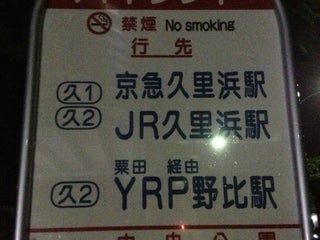 禁煙 No smoking
行先
久1 京急久里浜駅
久2 JR久里浜駅
粟田 経由
久2 YRP野比駅